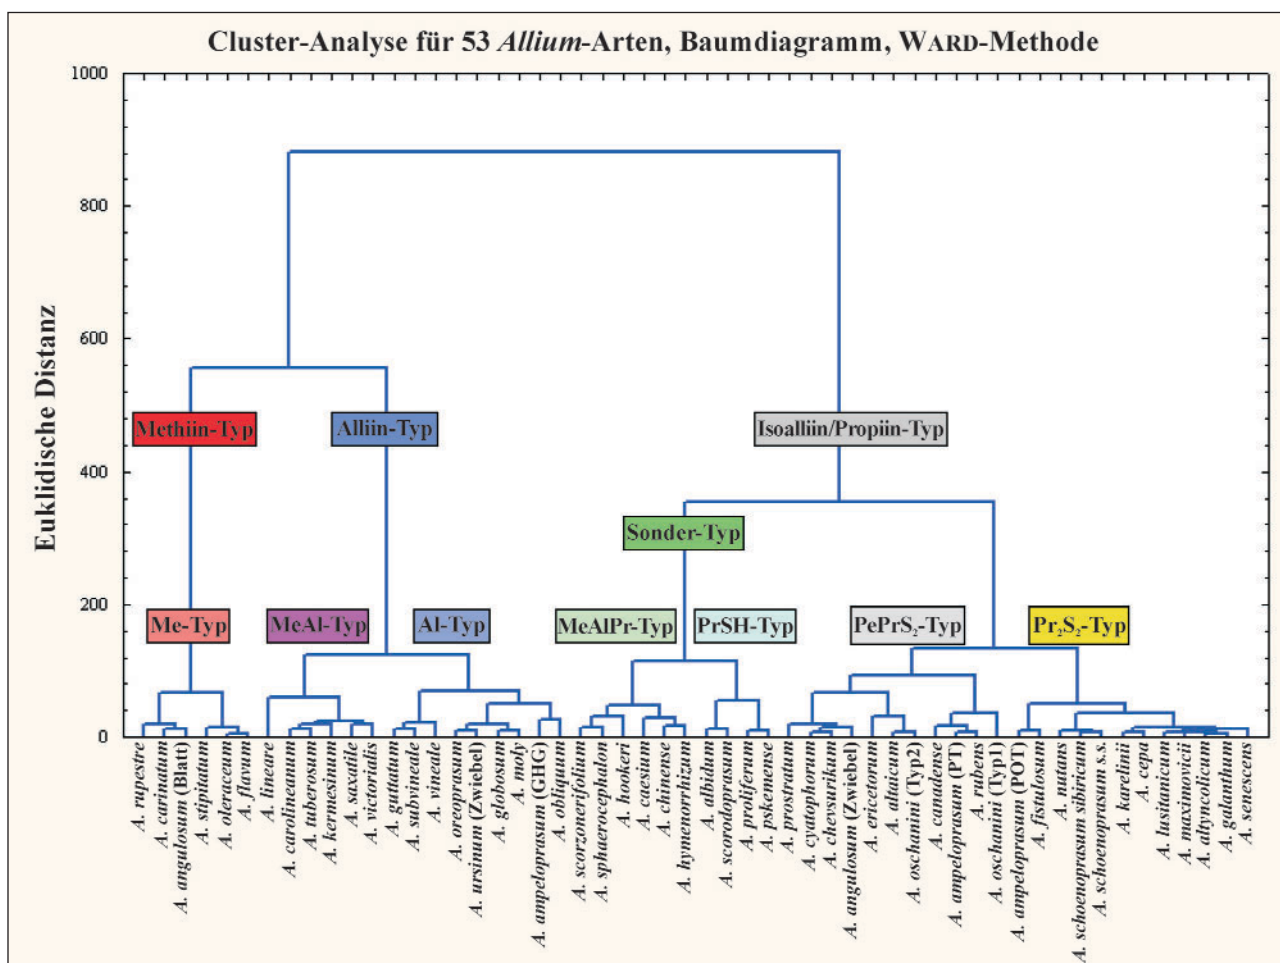 Cluster-Analyse für 53 Allium-Arten, Baumdiagramm, WARD-Methode
Euklidische Distanz
1000
800
600
400
200
0
Methiin-Typ
Alliin-Typ
Isoalliin/Propiin-Typ
Sonder-Typ
Me-Typ
MeAl-Typ
Al-Typ
MeAlPr-Typ
PrSH-Typ
PePrS₂-Typ
Pr₂S₂-Typ
A. rupestre
A. carinatum
A. angulosum (Blatt)
A. stipitatum
A. oleraceum
A. flavum
A. lineare
A. carolineanum
A. tuberosum
A. kermesinum
A. saxatile
A. victorialis
A. guttatum
A. subvineale
A. vineale
A. oreoprasum
A. ursinum (Zwiebel)
A. globosum
A. moly
A. ampeloprasum (GHG)
A. obliquum
A. scorzonerifolium
A. sphaerocephalon
A. hookeri
A. caesium
A. chinense
A. hymenorrhizum
A. albidum
A. scorodoprasum
A. proliferum
A. pskemense
A. prostratum
A. cyatophorum
A. chevsurikum
A. angulosum (Zwiebel)
A. ericetorum
A. altaicum
A. oschanini (Typ2)
A. canadense
A. ampeloprasum (PT)
A. rubens
A. oschanini (Typ1)
A. ampeloprasum (POT)
A. fistulosum
A. nutans
A. schoenoprasum sibiricum
A. schoenoprasum s.s.
A. karelinii
A. cepa
A. lusitanicum
A. maximovicii
A. altyncolicum
A. galanthum
A. senescens